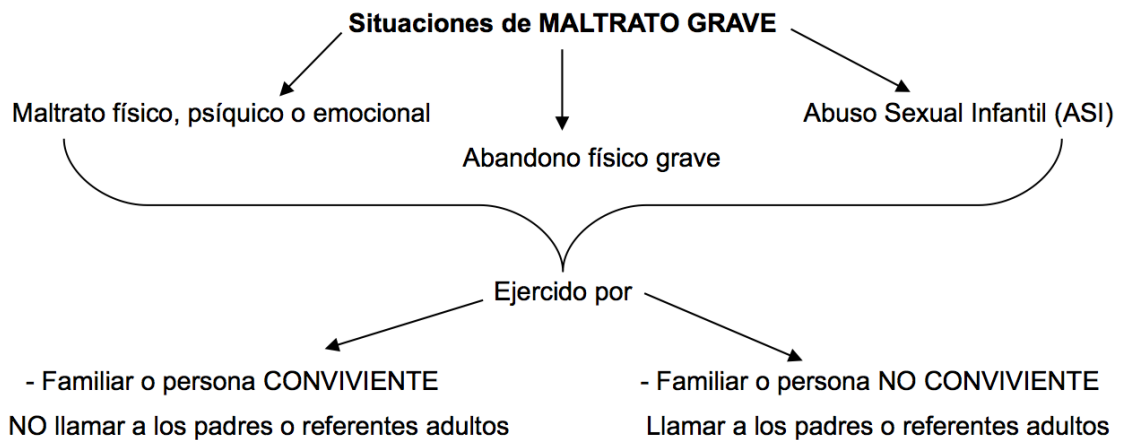 Situaciones de MALTRATO GRAVE
Maltrato físico, psíquico o emocional
Abuso Sexual Infantil (ASI)
Abandono físico grave
Ejercido por
- Familiar o persona CONVIVIENTE
NO llamar a los padres o referentes adultos
- Familiar o persona NO CONVIVIENTE
Llamar a los padres o referentes adultos